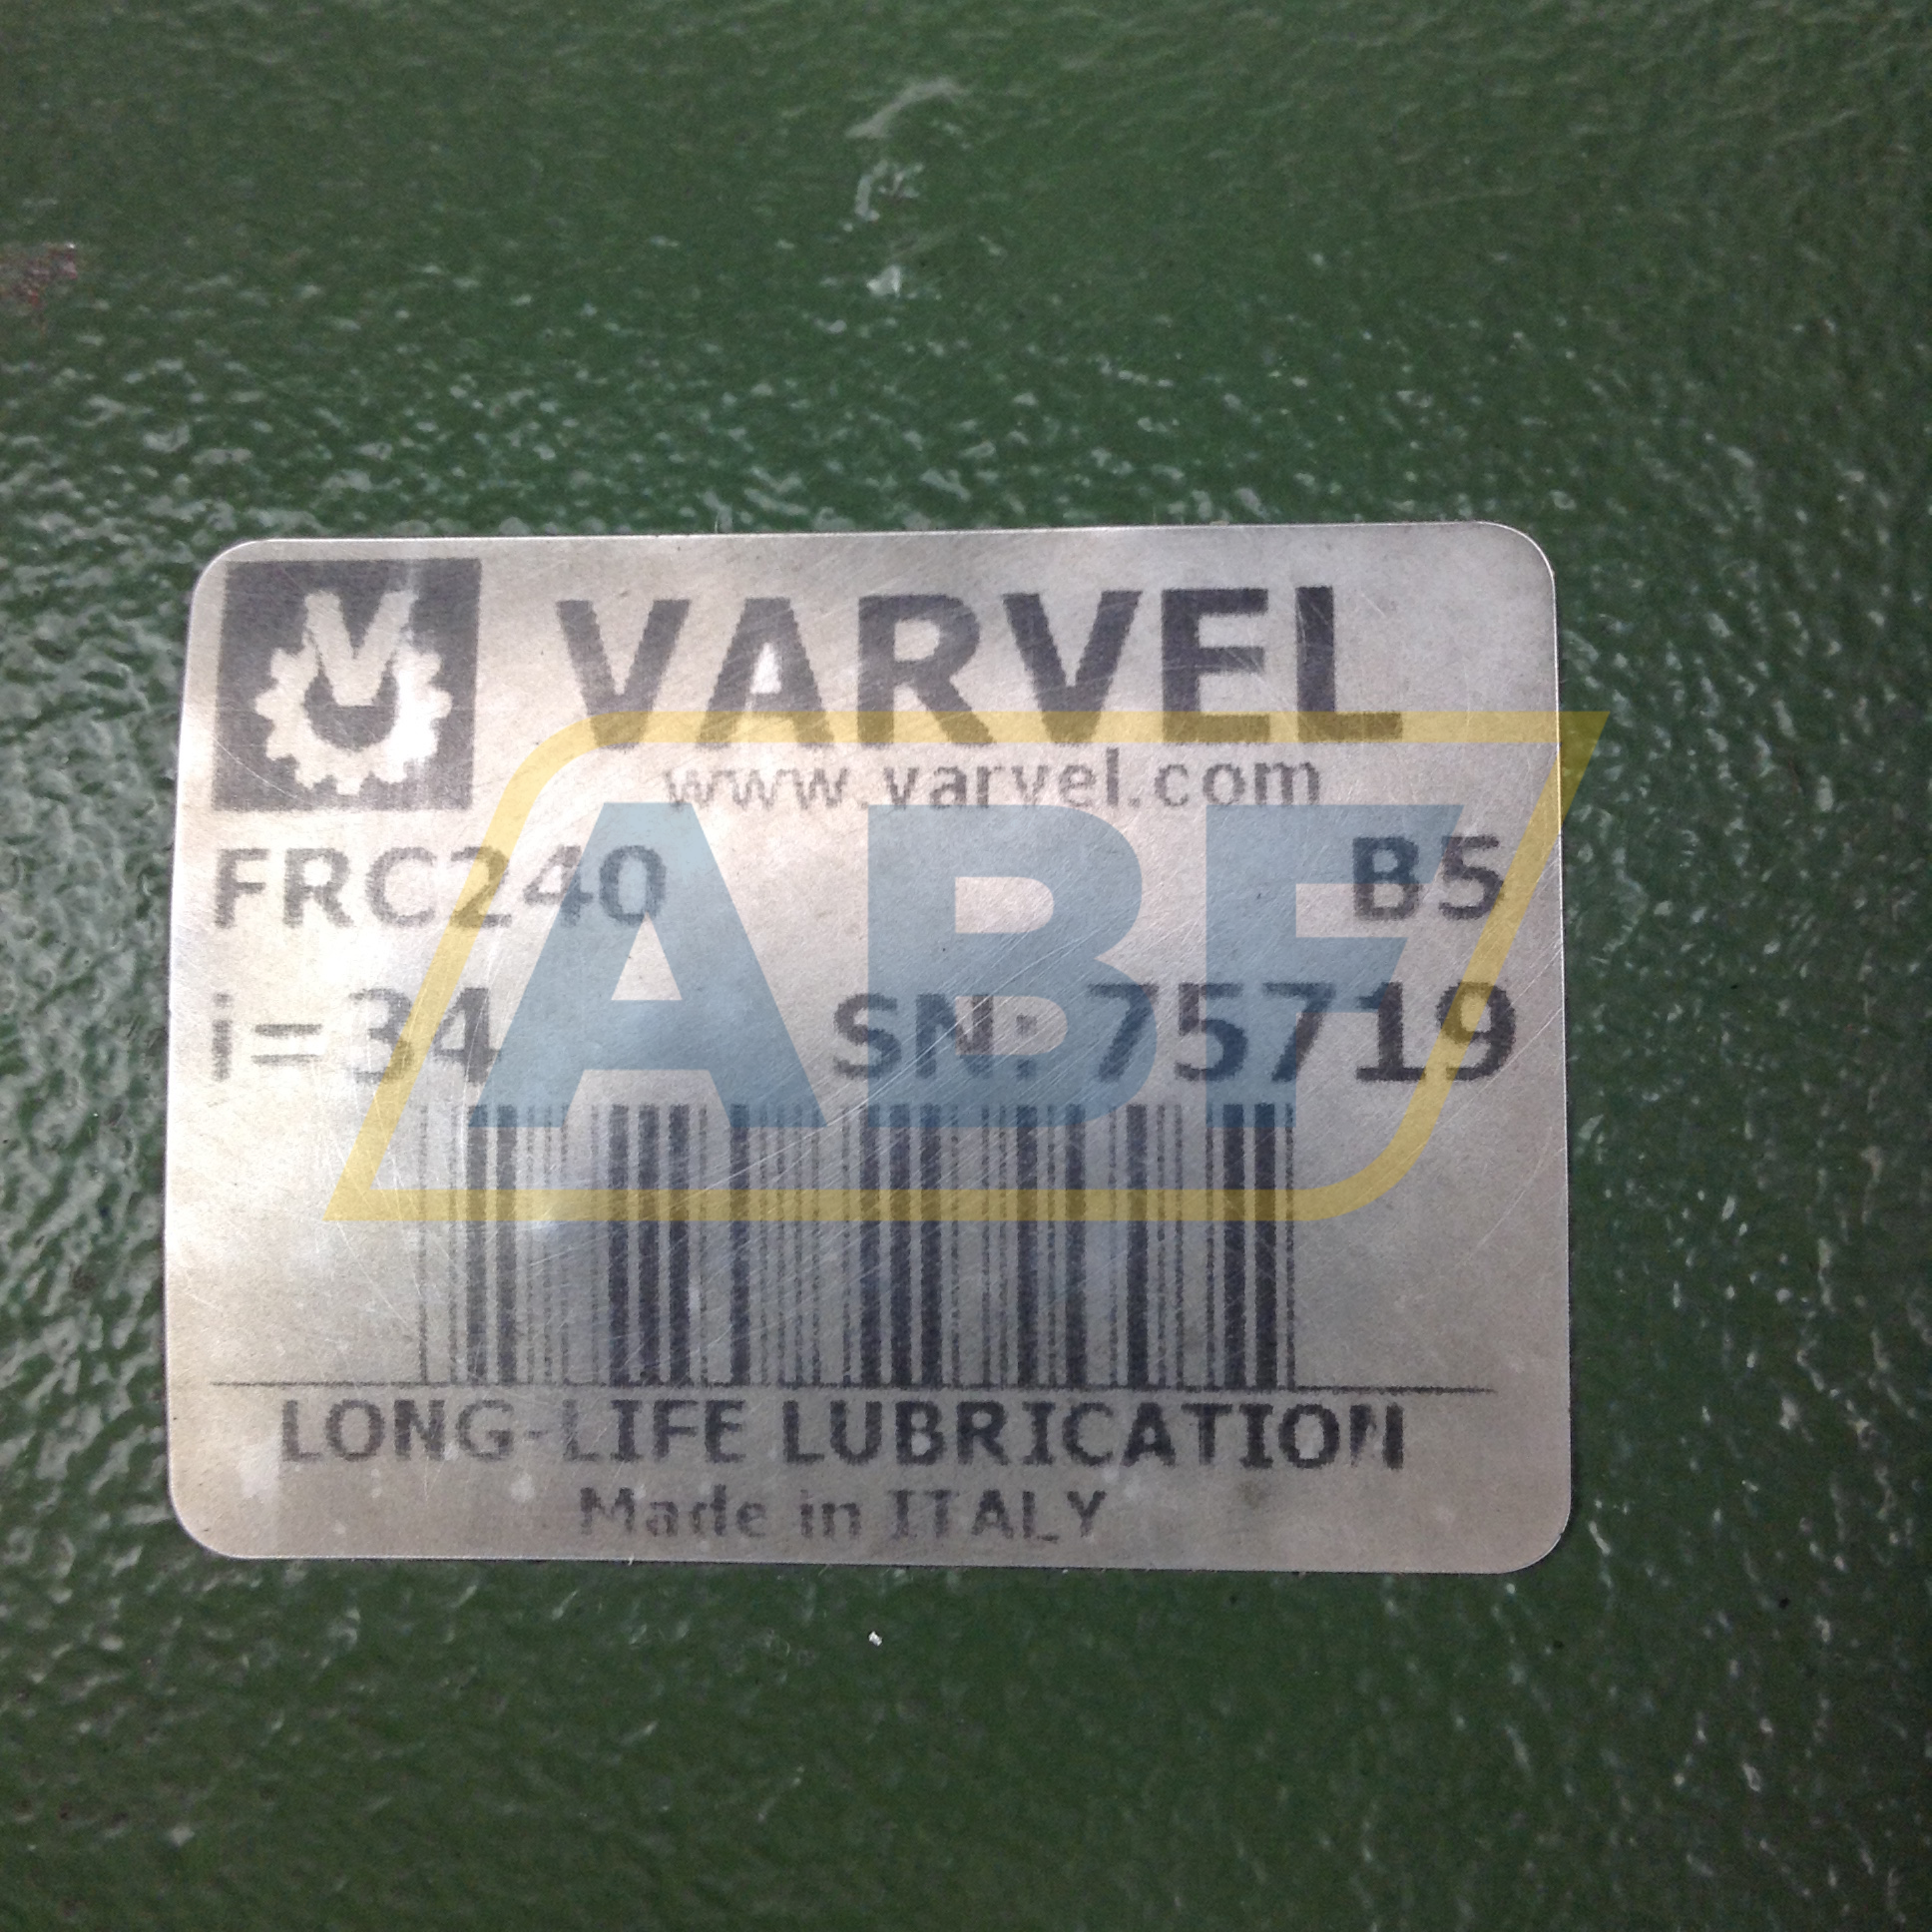 VARVEL
www.varvel.com
FRC240 B5
i=34 SN: 75719
LONG-LIFE LUBRICATION
Made in ITALY
ABF